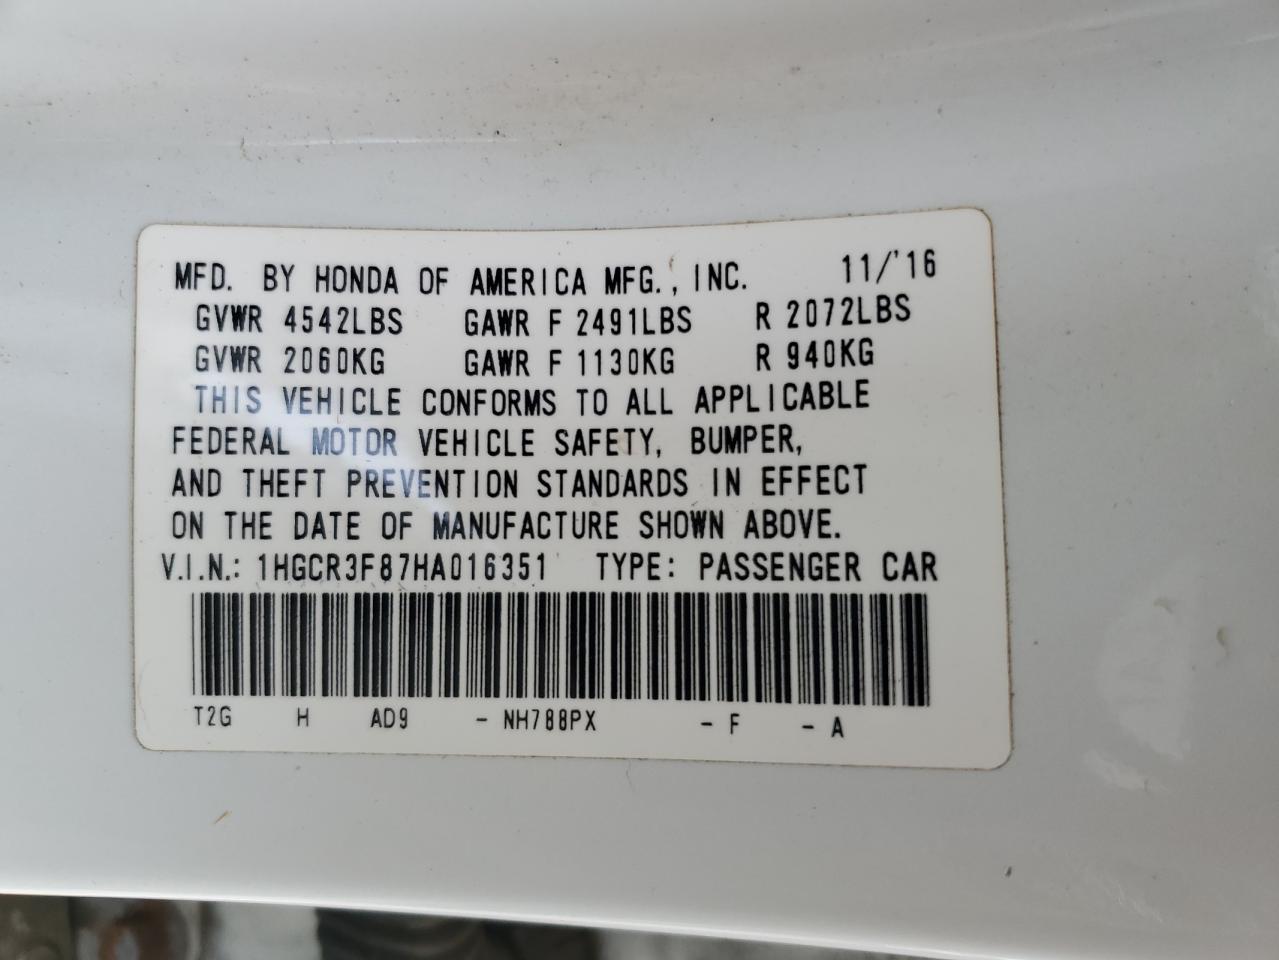 MFD. BY HONDA OF AMERICA MFG., INC. 11/'16
GVWR 4542LBS GAWR F 2491LBS R 2072LBS
GVWR 2060KG GAWR F 1130KG R 940KG
THIS VEHICLE CONFORMS TO ALL APPLICABLE
FEDERAL MOTOR VEHICLE SAFETY, BUMPER,
AND THEFT PREVENTION STANDARDS IN EFFECT
ON THE DATE OF MANUFACTURE SHOWN ABOVE.
V.I.N.: 1HGCR3F87HA016351 TYPE: PASSENGER CAR
T2G H AD9 - NH788PX - F - A